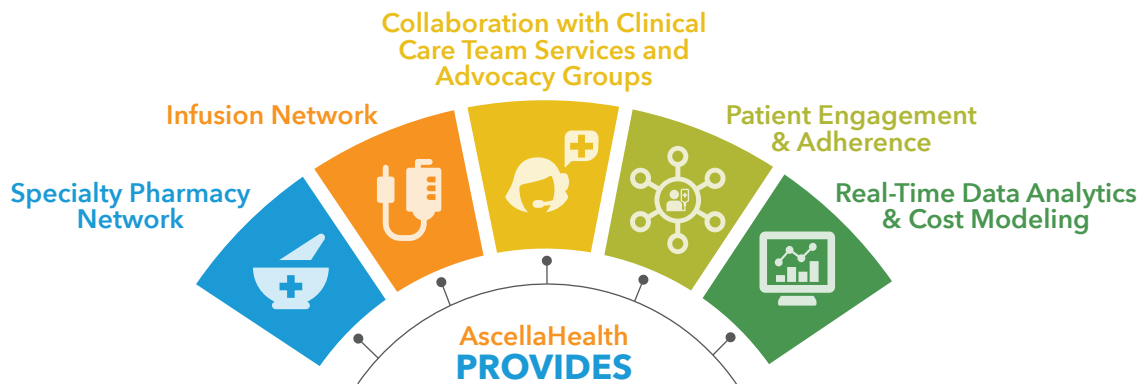 Specialty Pharmacy
Network
Infusion Network
Collaboration with Clinical
Care Team Services and
Advocacy Groups
Patient Engagement
& Adherence
Real-Time Data Analytics
& Cost Modeling
AscellaHealth
PROVIDES